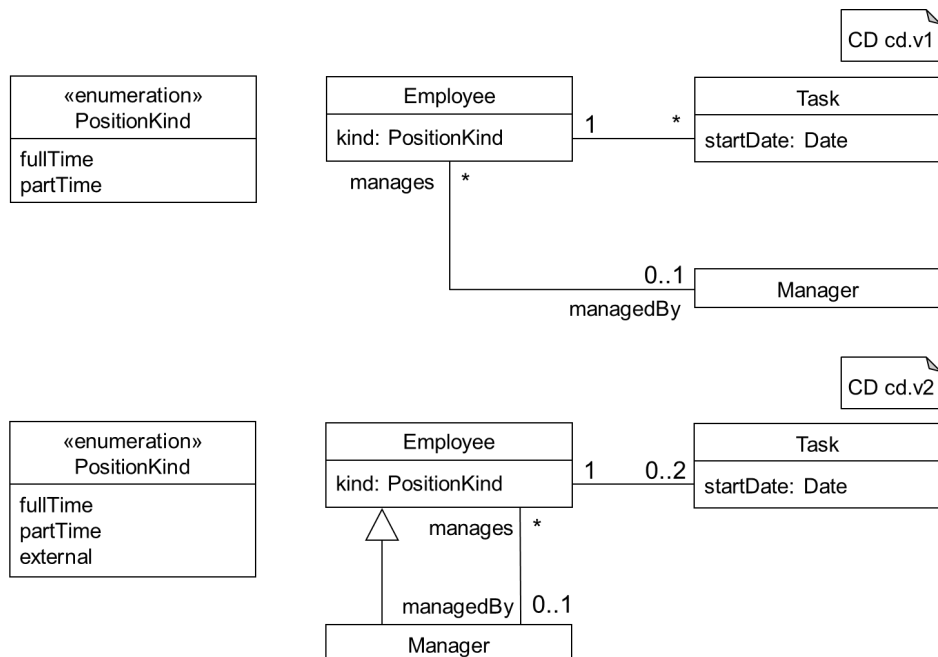 CD cd.v1
«enumeration»
PositionKind
fullTime
partTime
Employee
kind: PositionKind
1
*
Task
startDate: Date
manages
*
0..1
managedBy
Manager
CD cd.v2
«enumeration»
PositionKind
fullTime
partTime
external
Employee
kind: PositionKind
1
0..2
Task
startDate: Date
manages
*
managedBy
0..1
Manager